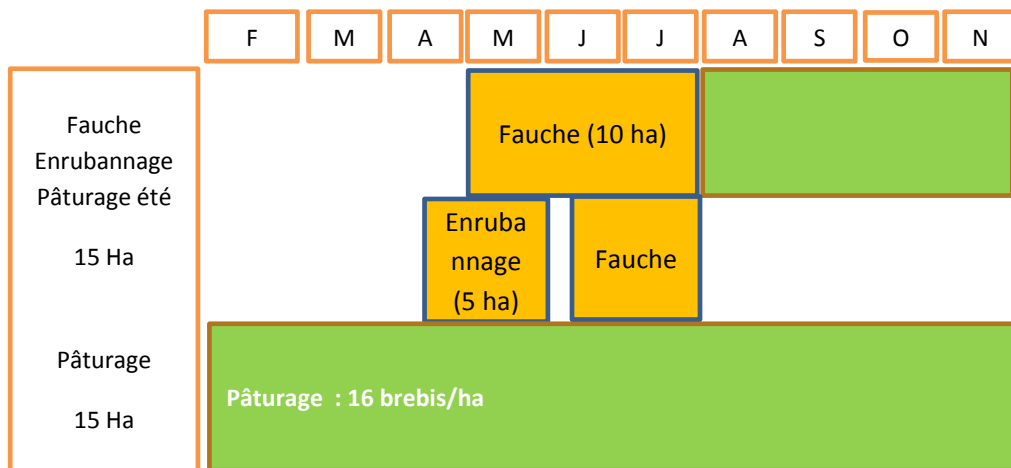 F M A M J J A S O N
Fauche
Enrubannage
Pâturage été
15 Ha
Fauche (10 ha)
Enruba
nnage
(5 ha)
Fauche
Pâturage
15 Ha
Pâturage : 16 brebis/ha